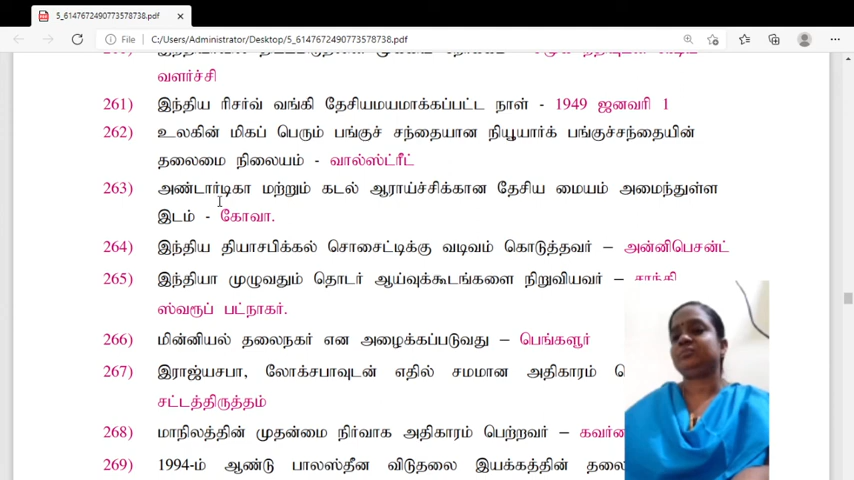 5_6147672490773578738.pdf
File C:/Users/Administrator/Desktop/5_6147672490773578738.pdf
வளர்ச்சி
261) இந்திய ரிசர்வ் வங்கி தேசியமயமாக்கப்பட்ட நாள் - 1949 ஜனவரி 1
262) உலகின் மிகப் பெரும் பங்குச் சந்தையான நியூயார்க் பங்குச்சந்தையின்
தலைமை நிலையம் - வால்ஸ்ட்ரீட்
263) அண்டார்டிகா மற்றும் கடல் ஆராய்ச்சிக்கான தேசிய மையம் அமைந்துள்ள
இடம் - கோவா.
264) இந்திய தியாசபிக்கல் சொசைட்டிக்கு வடிவம் கொடுத்தவர் – அன்னிபெசன்ட்
265) இந்தியா முழுவதும் தொடர் ஆய்வுக்கூடங்களை நிறுவியவர் –
ஸ்வரூப் பட்நாகர்.
266) மின்னியல் தலைநகர் என அழைக்கப்படுவது – பெங்களூர்
267) இராஜ்யசபா, லோக்சபாவுடன் எதில் சமமான அதிகாரம்
சட்டத்திருத்தம்
268) மாநிலத்தின் முதன்மை நிர்வாக அதிகாரம் பெற்றவர் –
269) 1994-ம் ஆண்டு பாலஸ்தீன விடுதலை இயக்கத்தின்